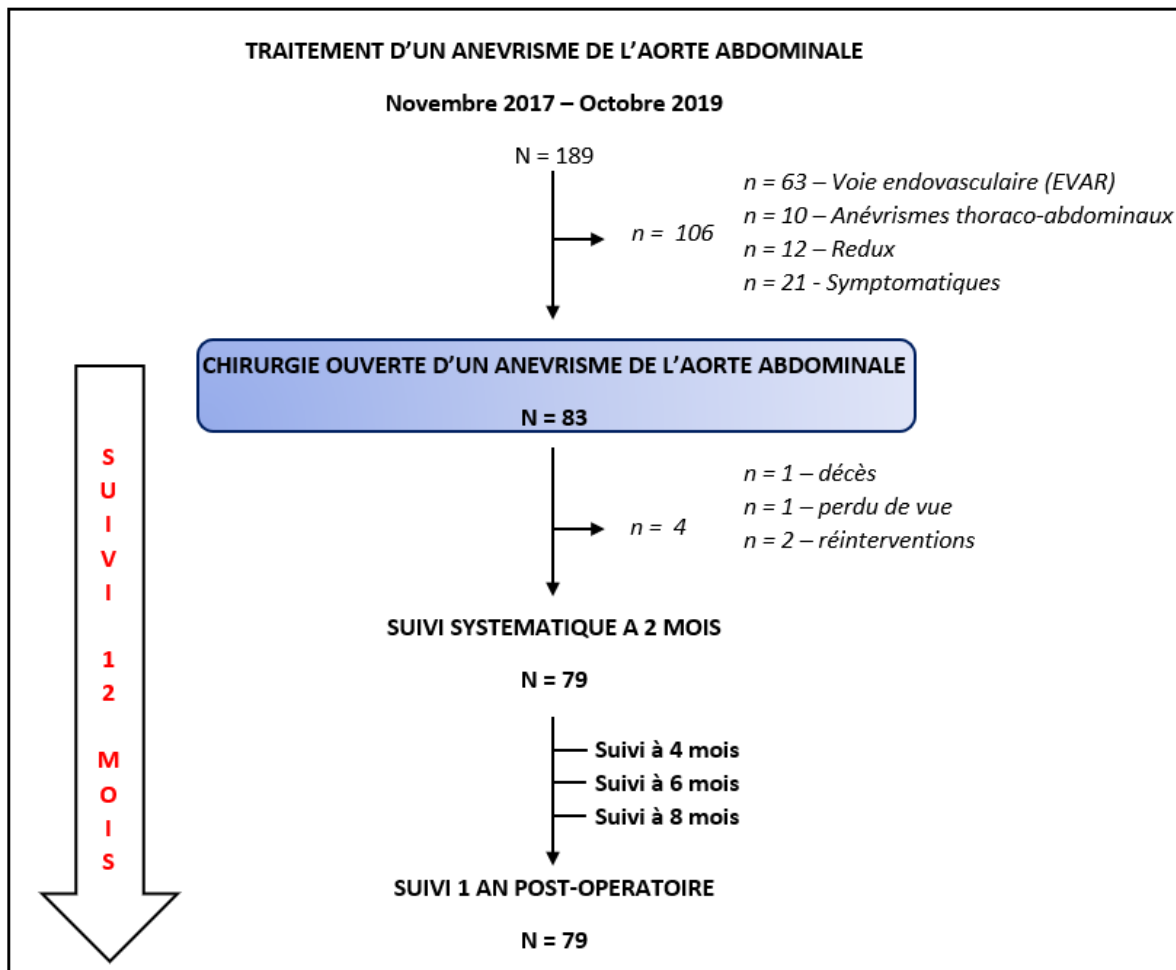 TRAITEMENT D'UN ANEVRISME DE L'AORTE ABDOMINALE
Novembre 2017 – Octobre 2019
N = 189
n = 106
n = 63 – Voie endovasculaire (EVAR)
n = 10 – Anévrismes thoraco-abdominaux
n = 12 – Redux
n = 21 - Symptomatiques
CHIRURGIE OUVERTE D'UN ANEVRISME DE L'AORTE ABDOMINALE
N = 83
n = 4
n = 1 – décès
n = 1 – perdu de vue
n = 2 – réinterventions
SUIVI SYSTEMATIQUE A 2 MOIS
N = 79
Suivi à 4 mois
Suivi à 6 mois
Suivi à 8 mois
SUIVI 1 AN POST-OPERATOIRE
N = 79
SUIVI 12 MOIS